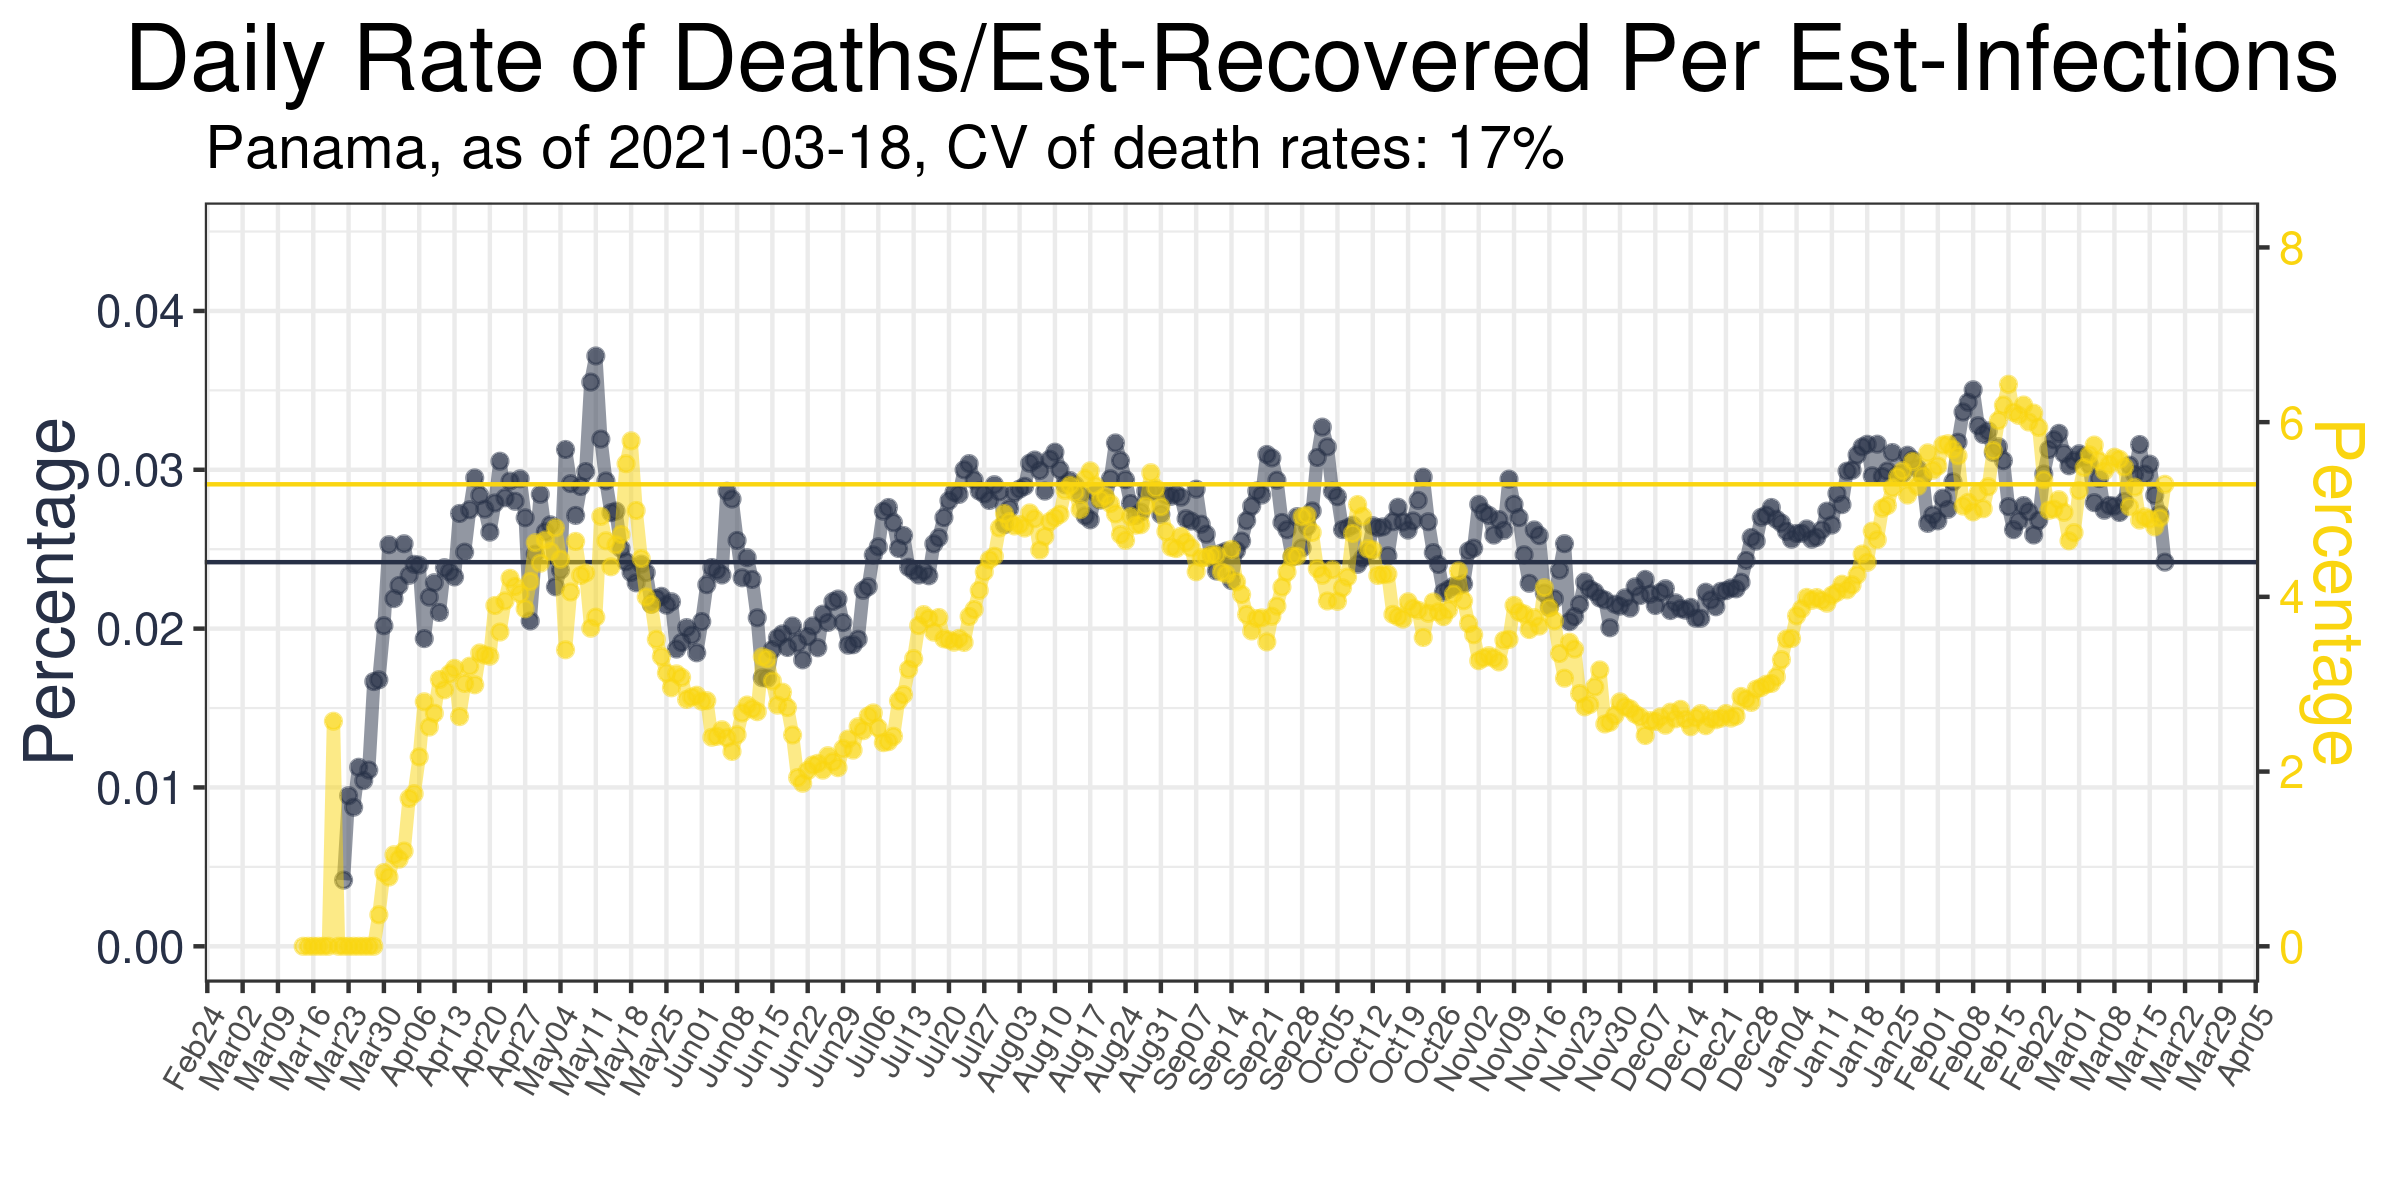 Daily Rate of Deaths/Est-Recovered Per Est-Infections
Panama, as of 2021-03-18, CV of death rates: 17%
Percentage
0.04
0.03
0.02
0.01
0.00
8
6
4
2
0
Percentage
Feb24
Mar02
Mar09
Mar16
Mar23
Mar30
Apr06
Apr13
Apr20
Apr27
May04
May11
May18
May25
Jun01
Jun08
Jun15
Jun22
Jun29
Jul06
Jul13
Jul20
Jul27
Aug03
Aug10
Aug17
Aug24
Aug31
Sep07
Sep14
Sep21
Sep28
Oct05
Oct12
Oct19
Oct26
Nov02
Nov09
Nov16
Nov23
Nov30
Dec07
Dec14
Dec21
Dec28
Jan04
Jan11
Jan18
Jan25
Feb01
Feb08
Feb15
Feb22
Mar01
Mar08
Mar15
Mar22
Mar29
Apr05